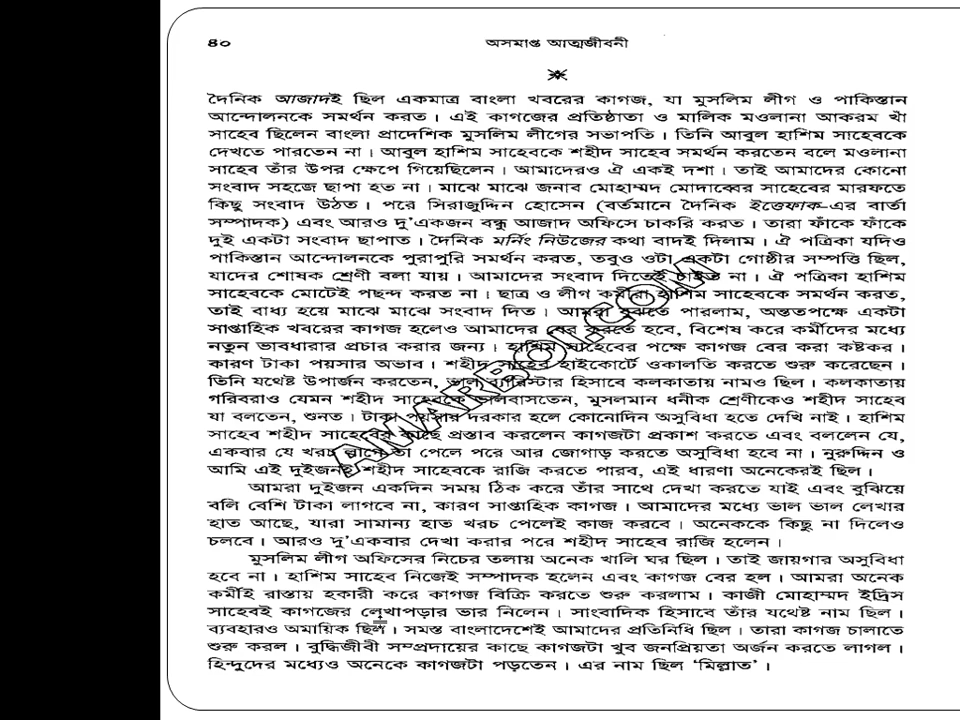 ৪০
অসমাপ্ত আত্মজীবনী
দৈনিক আজাদই ছিল একমাত্র বাংলা খবরের কাগজ, যা মুসলিম লীগ ও পাকিস্তান
আন্দোলনকে সমর্থন করত। এই কাগজের প্রতিষ্ঠাতা ও মালিক মওলানা আকরম খাঁ
সাহেব ছিলেন বাংলা প্রাদেশিক মুসলিম লীগের সভাপতি। তিনি আবুল হাশিম সাহেবকে
দেখতে পারতেন না। আবুল হাশিম সাহেবকে শহীদ সাহেব সমর্থন করতেন বলে মওলানা
সাহেব তাঁর উপর ক্ষেপে গিয়েছিলেন। আমাদেরও ঐ একই দশা। তাই আমাদের কোনো
সংবাদ সহজে ছাপা হত না। মাঝে মাঝে জনাব মোহাম্মদ মোদাব্বের সাহেবের মারফতে
কিছু সংবাদ উঠত। পরে সিরাজুদ্দিন হোসেন (বর্তমানে দৈনিক ইত্তেফাক-এর বার্তা
সম্পাদক) এবং আরও দু'একজন বন্ধু আজাদ অফিসে চাকরি করত। তারা ফাঁকে ফাঁকে
দুই একটা সংবাদ ছাপাত। দৈনিক মর্নিং নিউজের কথা বাদই দিলাম। ঐ পত্রিকা যদিও
পাকিস্তান আন্দোলনকে পুরাপুরি সমর্থন করত, তবুও ওটা একটা গোষ্ঠীর সম্পত্তি ছিল,
যাদের শোষক শ্রেণী বলা যায়। আমাদের সংবাদ দিতেই চাইত না। ঐ পত্রিকা হাশিম
সাহেবকে মোটেই পছন্দ করত না। ছাত্র ও লীগ কর্মীরা হাশিম সাহেবকে সমর্থন করত,
তাই বাধ্য হয়ে মাঝে মাঝে সংবাদ দিত। আমরা বুঝতে পারলাম, অন্ততপক্ষে একটা
সাপ্তাহিক খবরের কাগজ হলেও আমাদের বের করতে হবে, বিশেষ করে কর্মীদের মধ্যে
নতুন ভাবধারার প্রচার করার জন্য। হাশিম সাহেবের পক্ষে কাগজ বের করা কষ্টকর।
কারণ টাকা পয়সার অভাব। শহীদ সাহেব হাইকোর্টে ওকালতি করতে শুরু করেছেন।
তিনি যথেষ্ট উপার্জন করতেন, ভাল ব্যারিস্টার হিসাবে কলকাতায় নামও ছিল। কলকাতায়
গরিবরাও যেমন শহীদ সাহেবকে ভালবাসতেন, মুসলমান ধনীক শ্রেণীকেও শহীদ সাহেব
যা বলতেন, শুনত। টাকা পয়সার দরকার হলে কোনোদিন অসুবিধা হতে দেখি নাই। হাশিম
সাহেব শহীদ সাহেবের কাছে প্রস্তাব করলেন কাগজটা প্রকাশ করতে এবং বললেন যে,
একবার যে খরচ লাগে তা পেলে পরে আর জোগাড় করতে অসুবিধা হবে না। নুরুদ্দিন ও
আমি এই দুইজনই শহীদ সাহেবকে রাজি করতে পারব, এই ধারণা অনেকেরই ছিল।
আমরা দুইজন একদিন সময় ঠিক করে তাঁর সাথে দেখা করতে যাই এবং বুঝিয়ে
বলি বেশি টাকা লাগবে না, কারণ সাপ্তাহিক কাগজ। আমাদের মধ্যে ভাল ভাল লেখার
হাত আছে, যারা সামান্য হাত খরচ পেলেই কাজ করবে। অনেককে কিছু না দিলেও
চলবে। আরও দু'একবার দেখা করার পরে শহীদ সাহেব রাজি হলেন।
মুসলিম লীগ অফিসের নিচের তলায় অনেক খালি ঘর ছিল। তাই জায়গার অসুবিধা
হবে না। হাশিম সাহেব নিজেই সম্পাদক হলেন এবং কাগজ বের হল। আমরা অনেক
কর্মীই রাস্তায় হকারী করে কাগজ বিক্রি করতে শুরু করলাম। কাজী মোহাম্মদ ইদ্রিস
সাহেবই কাগজের লেখাপড়ার ভার নিলেন। সাংবাদিক হিসাবে তাঁর যথেষ্ট নাম ছিল।
ব্যবহারও অমায়িক ছিল। সমস্ত বাংলাদেশেই আমাদের প্রতিনিধি ছিল। তারা কাগজ চালাতে
শুরু করল। বুদ্ধিজীবী সম্প্রদায়ের কাছে কাগজটা খুব জনপ্রিয়তা অর্জন করতে লাগল।
হিন্দুদের মধ্যেও অনেকে কাগজটা পড়তেন। এর নাম ছিল 'মিল্লাত'।
AMARBOI.COM